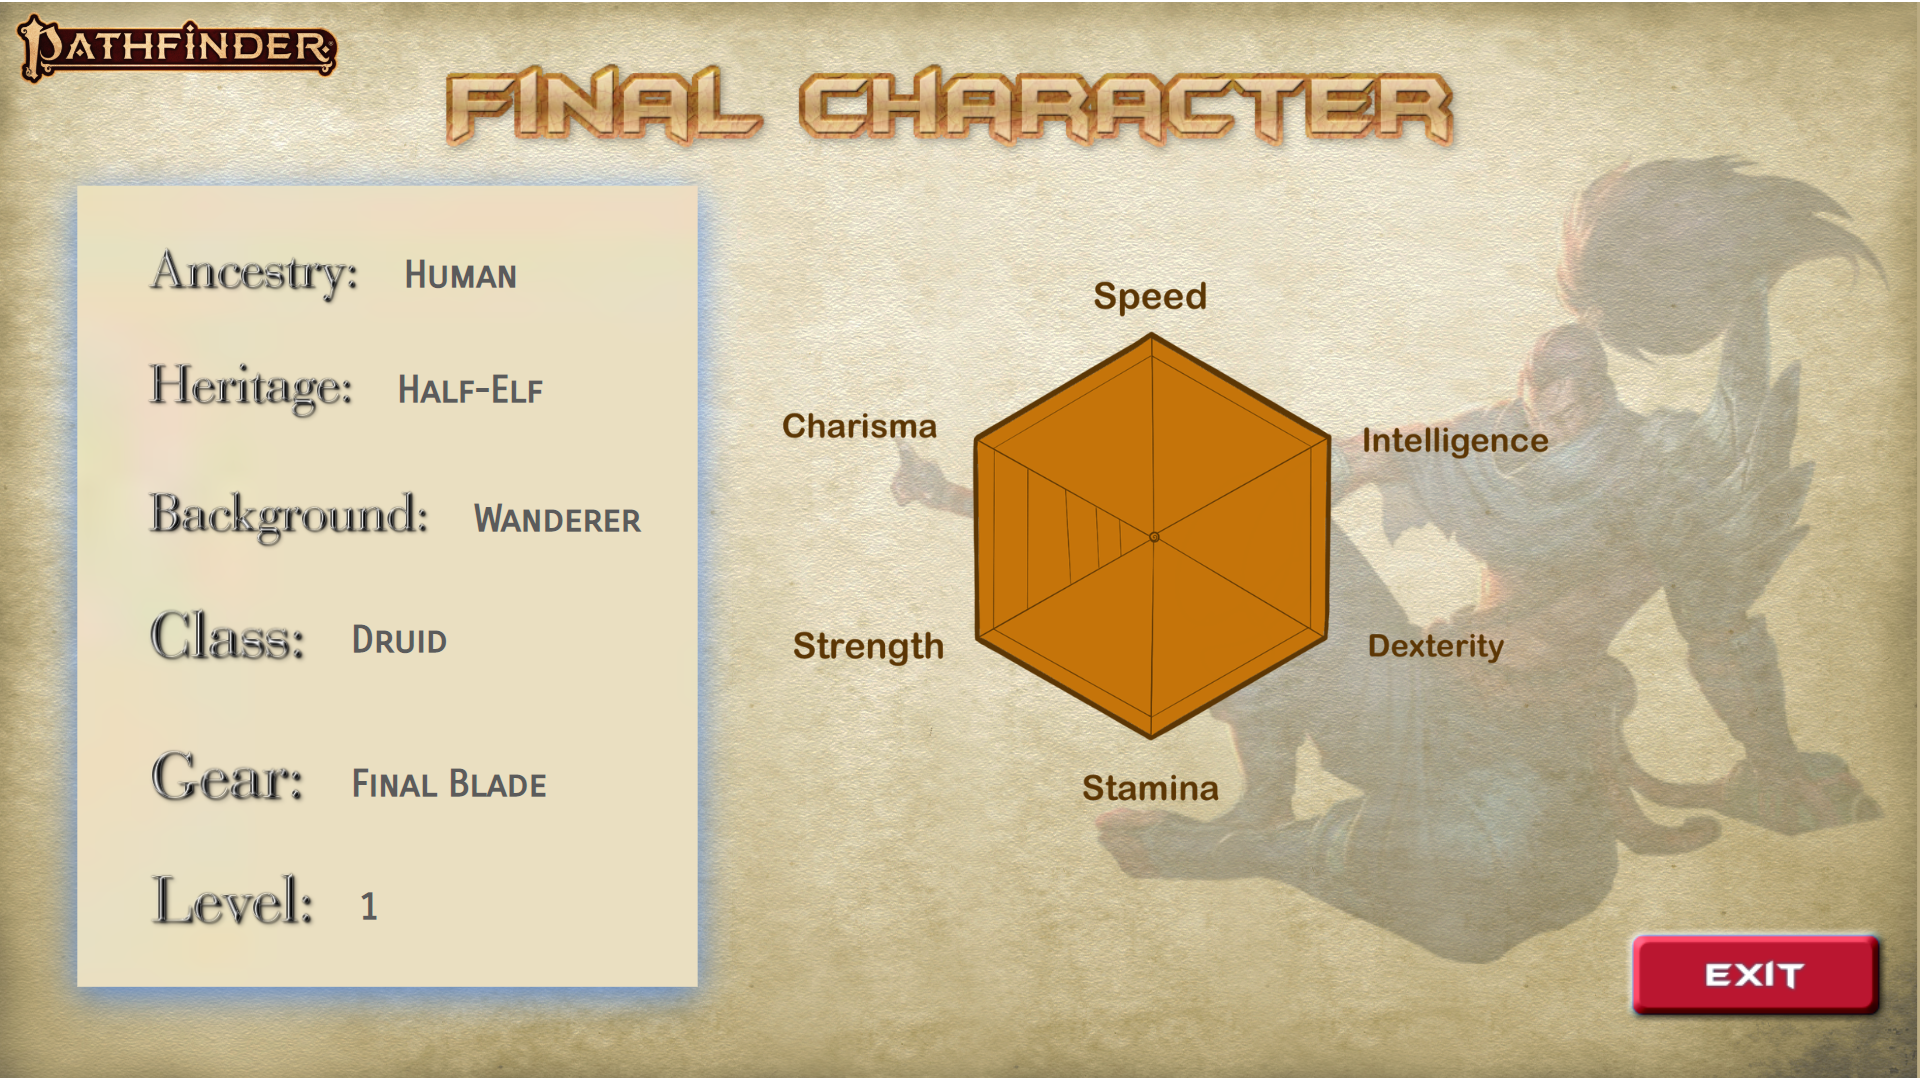 PATHFINDER
FINAL CHARACTER
Ancestry: Human
Heritage: Half-Elf
Background: Wanderer
Class: Druid
Gear: Final Blade
Level: 1
Speed
Charisma
Intelligence
Strength
Dexterity
Stamina
EXIT